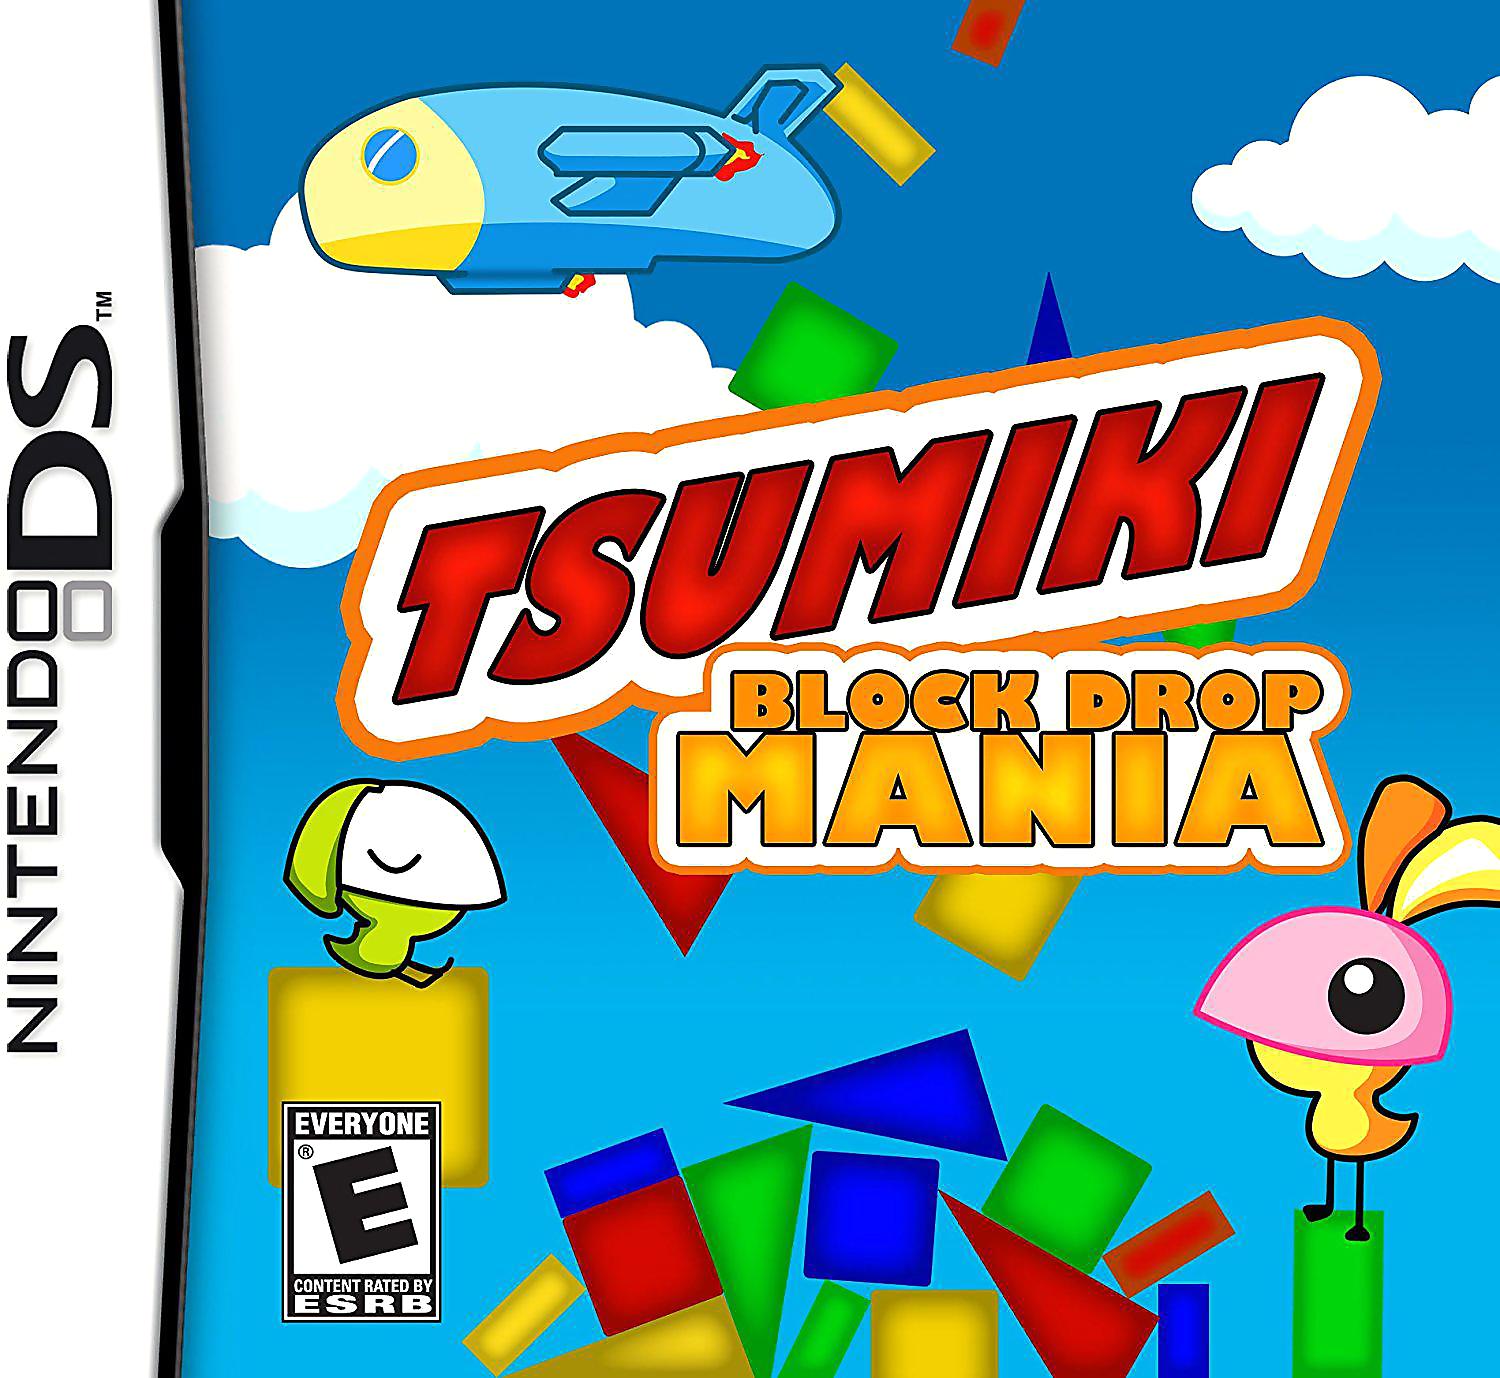 NINTENDO DS™
TSUMIKI
BLOCK DROP
MANIA
EVERYONE
®
E
CONTENT RATED BY
ESRB